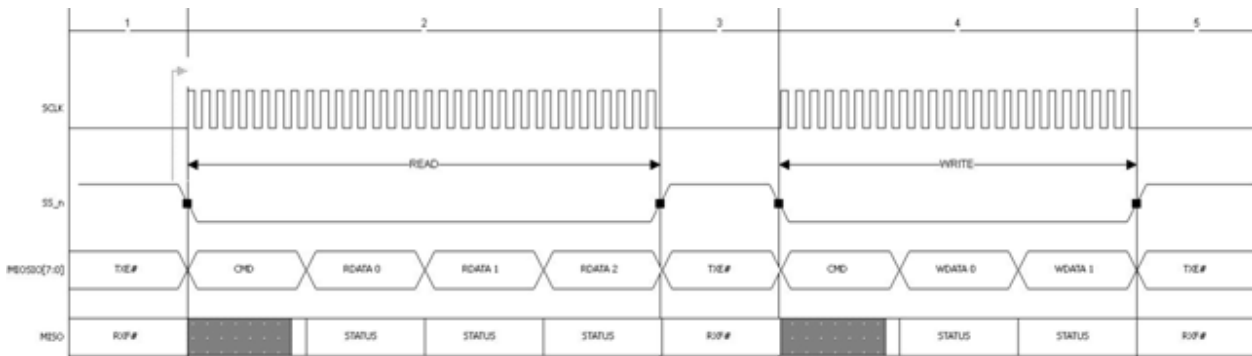 1 2 3 4 5
SCLK
READ WRITE
SS_n
MIOSIO[7:0] TXE# CMD RDATA 0 RDATA 1 RDATA 2 TXE# CMD WDATA 0 WDATA 1 TXE#
MISO RXF# STATUS STATUS STATUS RXF# STATUS STATUS RXF#